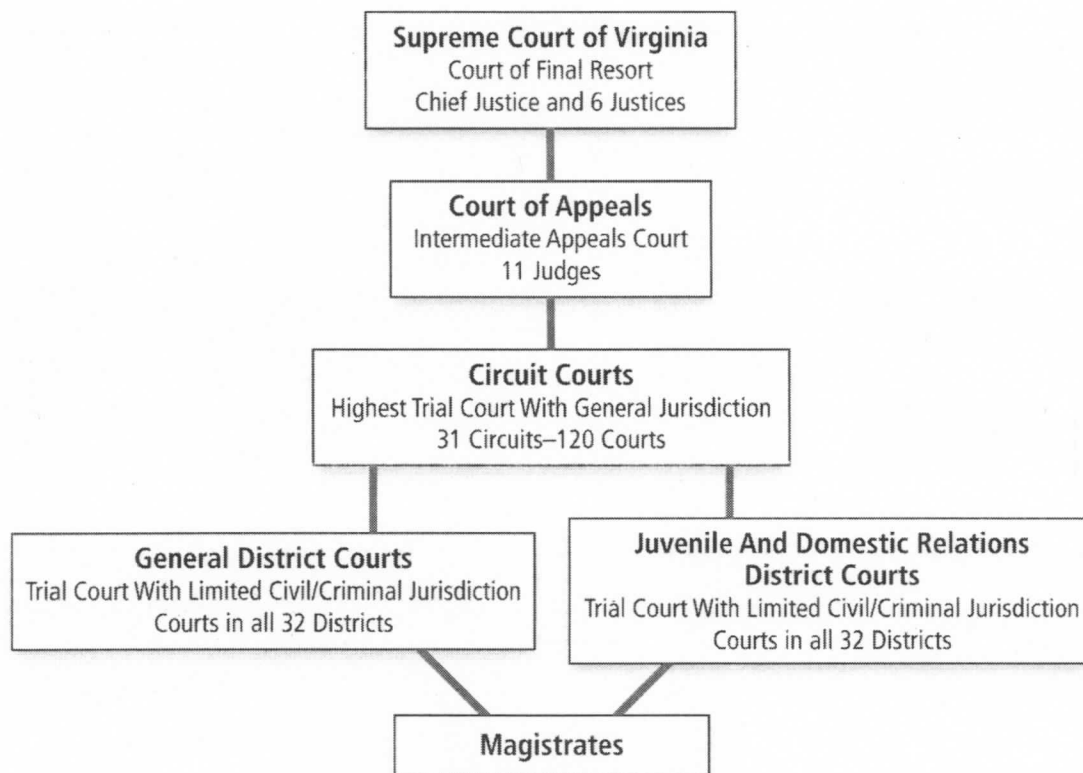 Supreme Court of Virginia
Court of Final Resort
Chief Justice and 6 Justices
Court of Appeals
Intermediate Appeals Court
11 Judges
Circuit Courts
Highest Trial Court With General Jurisdiction
31 Circuits–120 Courts
General District Courts
Trial Court With Limited Civil/Criminal Jurisdiction
Courts in all 32 Districts
Juvenile And Domestic Relations
District Courts
Trial Court With Limited Civil/Criminal Jurisdiction
Courts in all 32 Districts
Magistrates